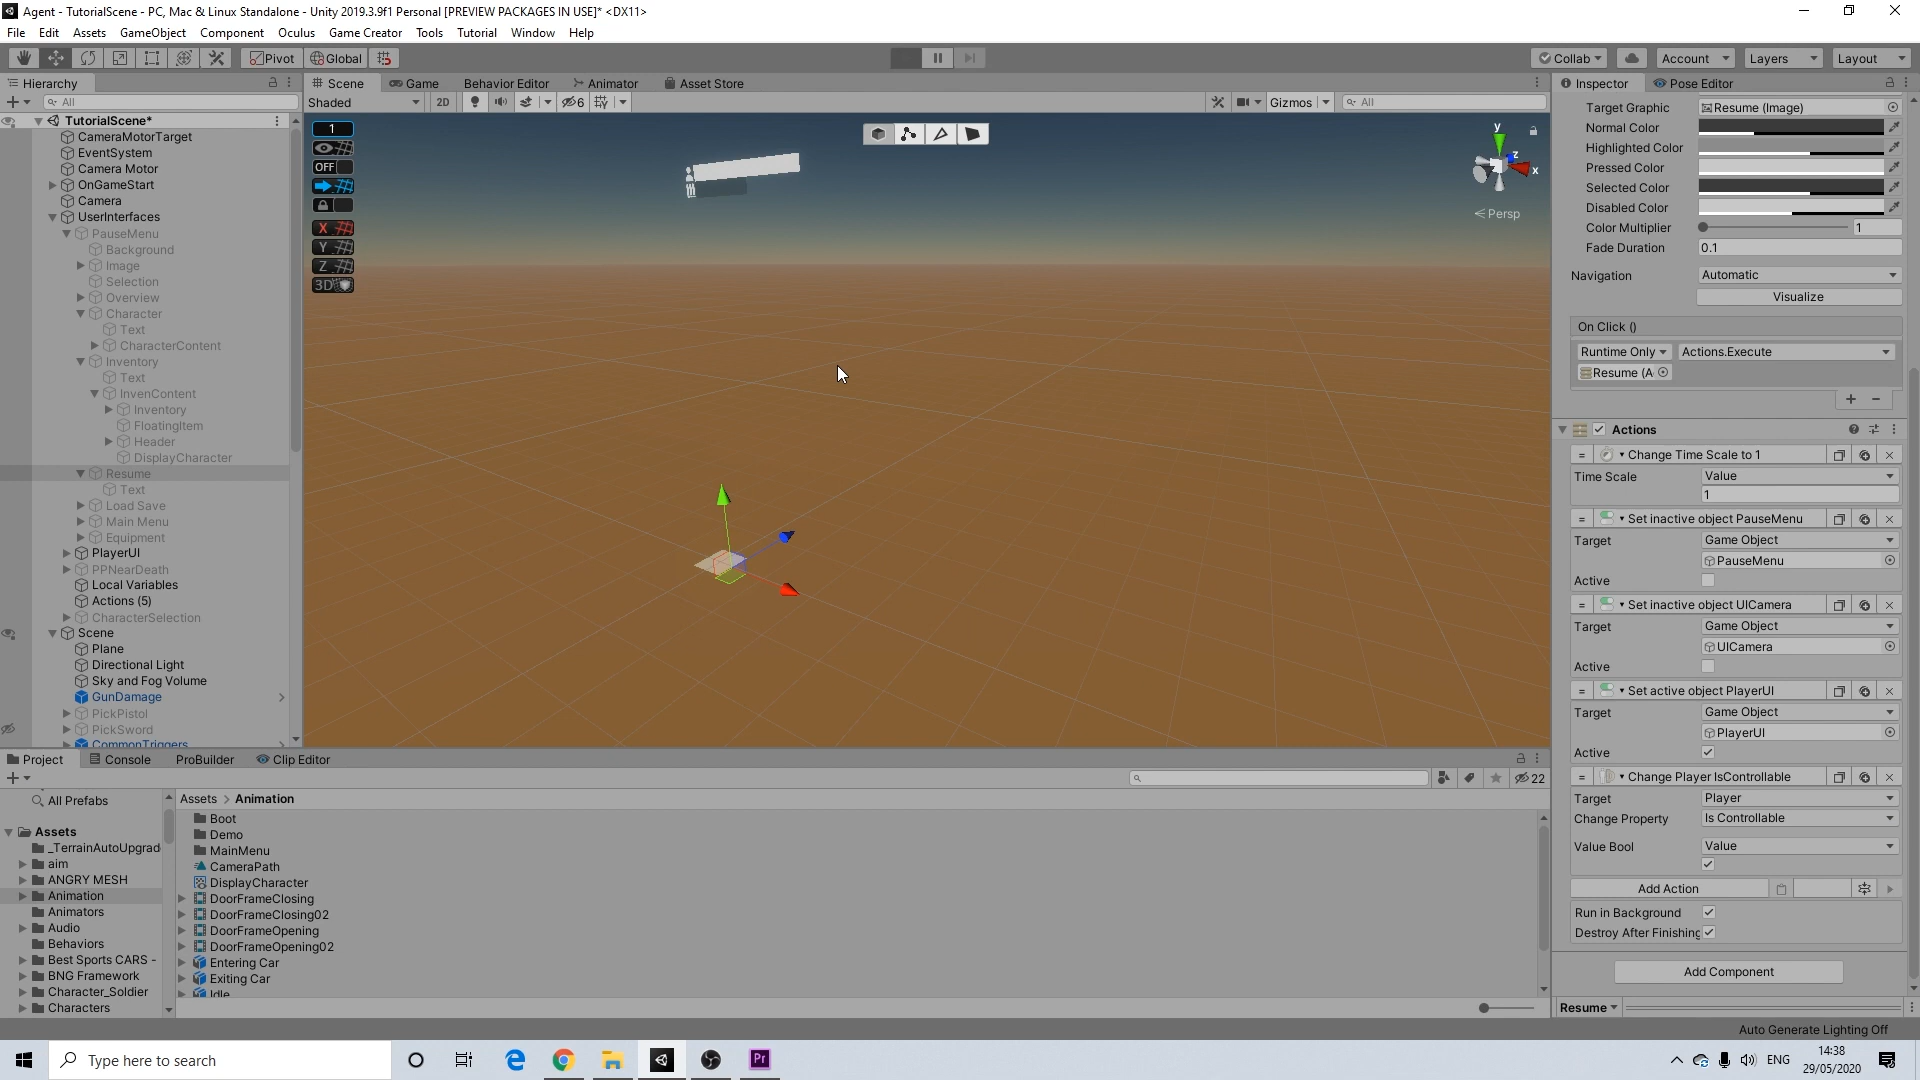 Agent - TutorialScene - PC, Mac & Linux Standalone - Unity 2019.3.9f1 Personal [PREVIEW PACKAGES IN USE]* <DX11>
File Edit Assets GameObject Component Oculus Game Creator Tools Tutorial Window Help
Pivot Global Collab Account Layers Layout
Hierarchy
All
TutorialScene*
CameraMotorTarget
EventSystem
Camera Motor
OnGameStart
Camera
UserInterfaces
PauseMenu
Background
Image
Selection
Overview
Character
Text
CharacterContent
Inventory
Text
InvenContent
Inventory
FloatingItem
Header
DisplayCharacter
Resume
Text
Load Save
Main Menu
Equipment
PlayerUI
PPNearDeath
Local Variables
Actions (5)
CharacterSelection
Scene
Plane
Directional Light
Sky and Fog Volume
GunDamage
PickPistol
PickSword
CommonTriggers
Scene Game Behavior Editor Animator Asset Store
Shaded 2D 6 Gizmos All
1
OFF
X
Y
Z
3D
y
z
x
Persp
Inspector Pose Editor
Target Graphic Resume (Image)
Normal Color
Highlighted Color
Pressed Color
Selected Color
Disabled Color
Color Multiplier 1
Fade Duration 0.1
Navigation Automatic
Visualize
On Click ()
Runtime Only Actions.Execute
Resume (A
Actions
Change Time Scale to 1
Time Scale Value
1
Set inactive object PauseMenu
Target Game Object
PauseMenu
Active
Set inactive object UICamera
Target Game Object
UICamera
Active
Set active object PlayerUI
Target Game Object
PlayerUI
Active
Change Player IsControllable
Target Player
Change Property Is Controllable
Value Bool Value
Add Action
Run in Background
Destroy After Finishing
Add Component
Resume
Auto Generate Lighting Off
Project Console ProBuilder Clip Editor
22
All Prefabs
Assets
_TerrainAutoUpgrad
aim
ANGRY MESH
Animation
Animators
Audio
Behaviors
Best Sports CARS -
BNG Framework
Character_Soldier
Characters
Assets > Animation
Boot
Demo
MainMenu
CameraPath
DisplayCharacter
DoorFrameClosing
DoorFrameClosing02
DoorFrameOpening
DoorFrameOpening02
Entering Car
Exiting Car
Idle
Type here to search
Pr
ENG
14:38
29/05/2020